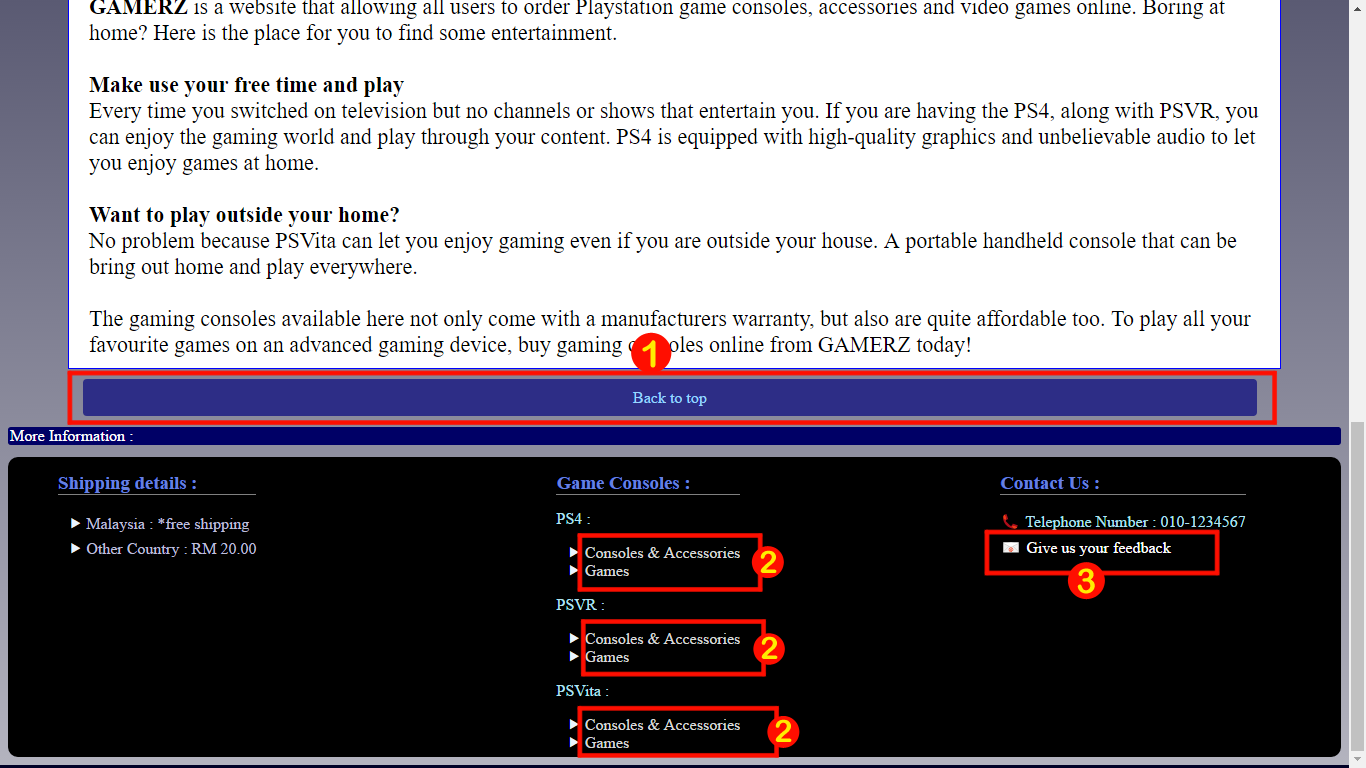 GAMERZ is a website that allowing all users to order Playstation game consoles, accessories and video games online. Boring at
home? Here is the place for you to find some entertainment.
Make use your free time and play
Every time you switched on television but no channels or shows that entertain you. If you are having the PS4, along with PSVR, you
can enjoy the gaming world and play through your content. PS4 is equipped with high-quality graphics and unbelievable audio to let
you enjoy games at home.
Want to play outside your home?
No problem because PSVita can let you enjoy gaming even if you are outside your house. A portable handheld console that can be
bring out home and play everywhere.
The gaming consoles available here not only come with a manufacturers warranty, but also are quite affordable too. To play all your
favourite games on an advanced gaming device, buy gaming online from GAMERZ today!
1
Back to top
More Information :
Shipping details :
Malaysia : *free shipping
Other Country : RM 20.00
Game Consoles :
PS4 :
Consoles & Accessories
Games
2
PSVR :
Consoles & Accessories
Games
2
PSVita :
Consoles & Accessories
Games
2
Contact Us :
Telephone Number : 010-1234567
Give us your feedback
3